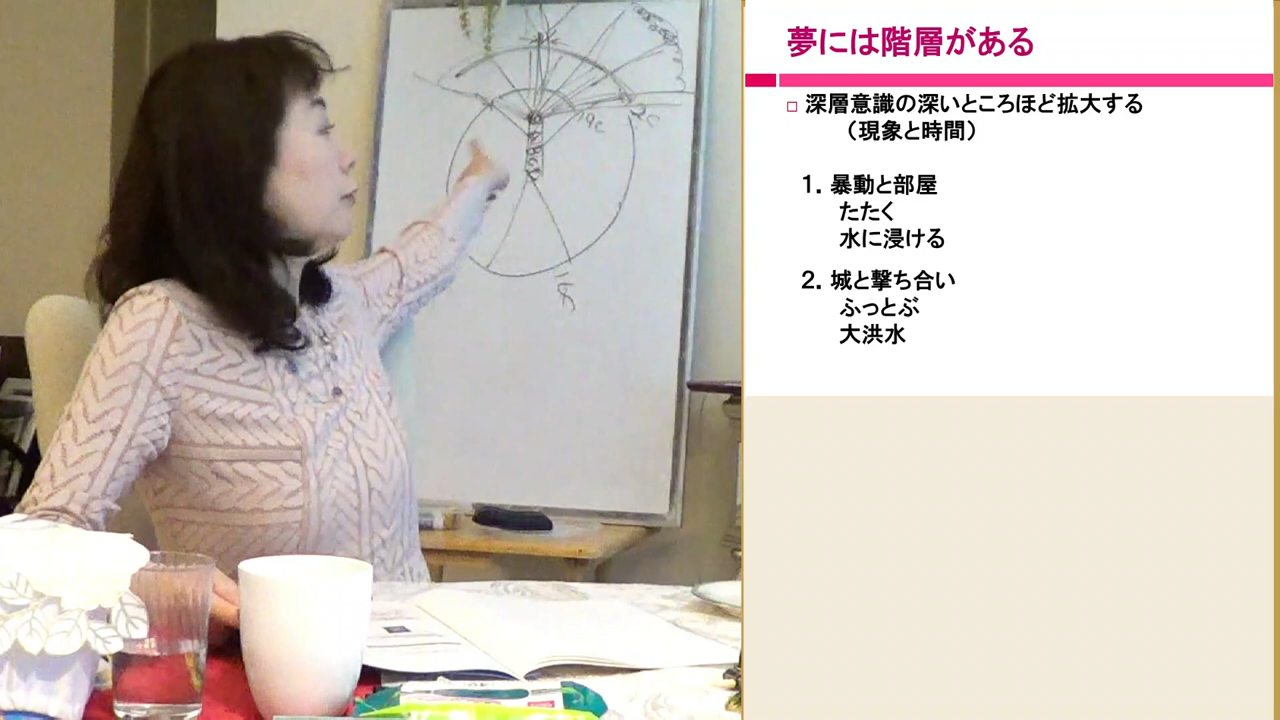 夢には階層がある
□ 深層意識の深いところほど拡大する
（現象と時間）
1. 暴動と部屋
たたく
水に浸ける
2. 城と撃ち合い
ふっとぶ
大洪水
19C
2C
16C